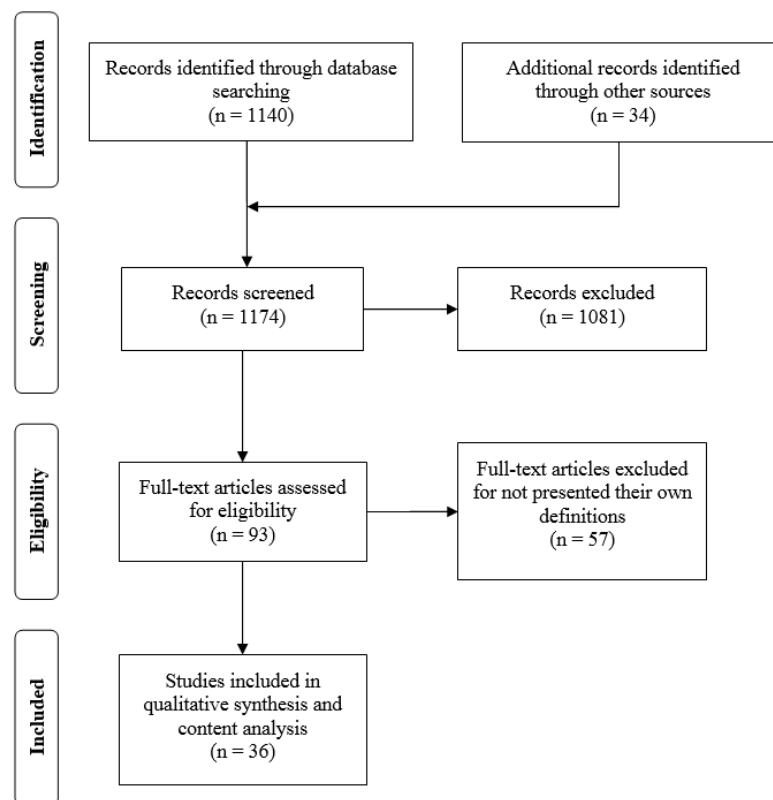 Identification
Records identified through database
searching
(n = 1140)
Additional records identified
through other sources
(n = 34)
Screening
Records screened
(n = 1174)
Records excluded
(n = 1081)
Eligibility
Full-text articles assessed
for eligibility
(n = 93)
Full-text articles excluded
for not presented their own
definitions
(n = 57)
Included
Studies included in
qualitative synthesis and
content analysis
(n = 36)